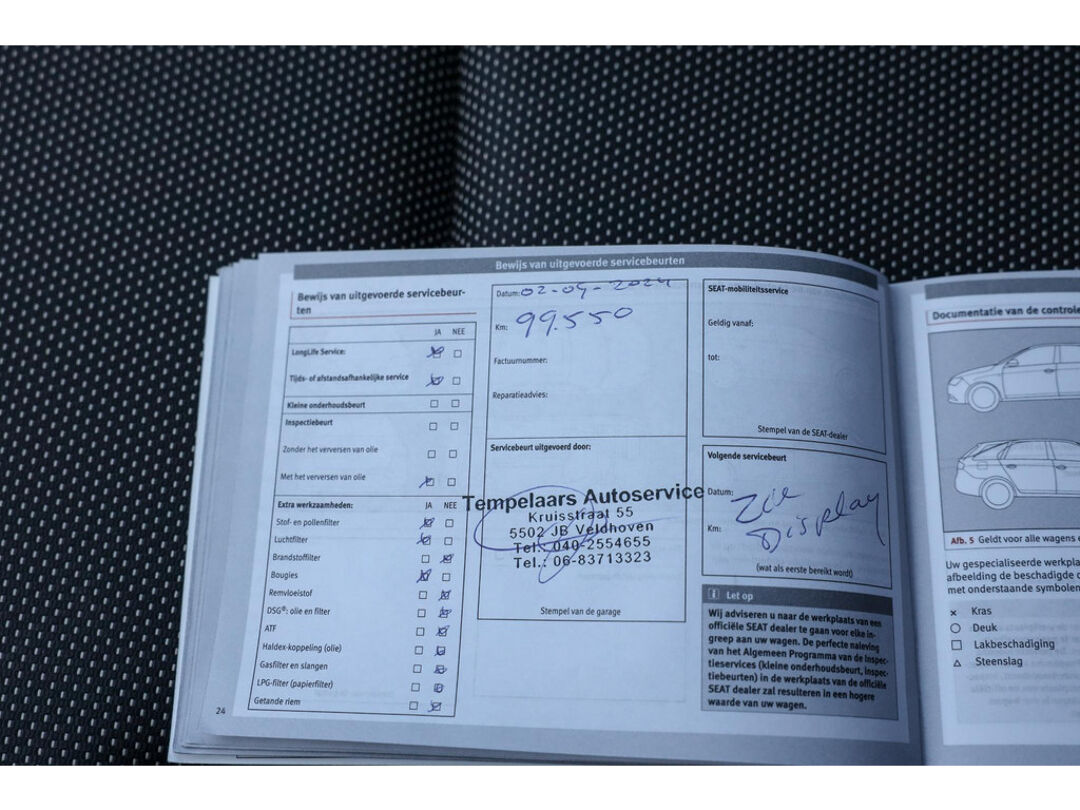 Bewijs van uitgevoerde servicebeurten
Bewijs van uitgevoerde servicebeur-
ten
JA NEE
LongLife Service:
Tijds- of afstandsafhankelijke service
Kleine onderhoudsbeurt
Inspectiebeurt
Zonder het verversen van olie
Met het verversen van olie
Extra werkzaamheden: JA NEE
Stof- en pollenfilter
Luchtfilter
Brandstoffilter
Bougies
Remvloeistof
DSG®: olie en filter
ATF
Haldex-koppeling (olie)
Gasfilter en slangen
LPG-filter (papierfilter)
Getande riem
24
Datum: 02-04-2024
Km: 99.550
Factuurnummer:
Reparatieadvies:
Servicebeurt uitgevoerd door:
Tempelaars Autoservice
Kruisstraat 55
5502 JB Veldhoven
Tel.: 040-2554655
Tel.: 06-83713323
Stempel van de garage
SEAT-mobiliteitsservice
Geldig vanaf:
tot:
Stempel van de SEAT-dealer
Volgende servicebeurt
Datum: Zie
Km: Display
(wat als eerste bereikt wordt)
i Let op
Wij adviseren u naar de werkplaats van een
officiële SEAT dealer te gaan voor elke in-
greep aan uw wagen. De perfecte naleving
van het Algemeen Programma van de Inspec-
tieservices (kleine onderhoudsbeurt, Inspec-
tiebeurten) in de werkplaats van de officiële
SEAT dealer zal resulteren in een hogere
waarde van uw wagen.
Documentatie van de controle
Afb. 5 Geldt voor alle wagens
Uw gespecialiseerde werkpla
afbeelding de beschadigde
met onderstaande symbolen
Kras
Deuk
Lakbeschadiging
Steenslag